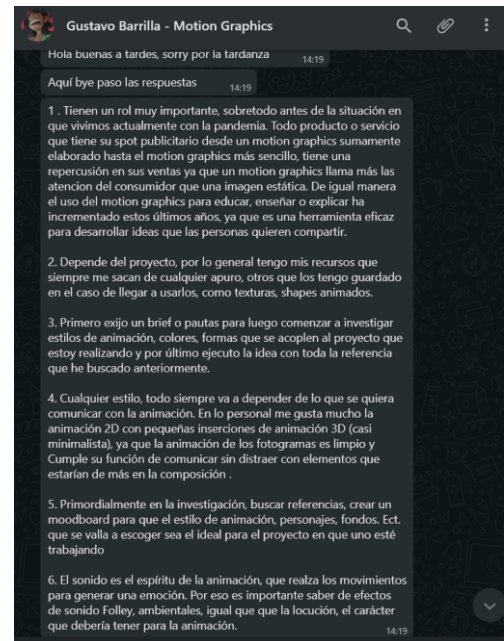 Gustavo Barrilla - Motion Graphics
Hola buenas a tardes, sorry por la tardanza
14:19
Aquí bye paso las respuestas
14:19
1 . Tienen un rol muy importante, sobretodo antes de la situación en
que vivimos actualmente con la pandemia. Todo producto o servicio
que tiene su spot publicitario desde un motion graphics sumamente
elaborado hasta el motion graphics más sencillo, tiene una
repercusión en sus ventas ya que un motion graphics llama más las
atencion del consumidor que una imagen estática. De igual manera
el uso del motion graphics para educar, enseñar o explicar ha
incrementado estos últimos años, ya que es una herramienta eficaz
para desarrollar ideas que las personas quieren compartir.
2. Depende del proyecto, por lo general tengo mis recursos que
siempre me sacan de cualquier apuro, otros que los tengo guardado
en el caso de llegar a usarlos, como texturas, shapes animados.
3. Primero exijo un brief o pautas para luego comenzar a investigar
estilos de animación, colores, formas que se acoplen al proyecto que
estoy realizando y por último ejecuto la idea con toda la referencia
que he buscado anteriormente.
4. Cualquier estilo, todo siempre va a depender de lo que se quiera
comunicar con la animación. En lo personal me gusta mucho la
animación 2D con pequeñas inserciones de animación 3D (casi
minimalista), ya que la animación de los fotogramas es limpio y
Cumple su función de comunicar sin distraer con elementos que
estarían de más en la composición .
5. Primordialmente en la investigación, buscar referencias, crear un
moodboard para que el estilo de animación, personajes, fondos. Ect.
que se valla a escoger sea el ideal para el proyecto en que uno esté
trabajando
6. El sonido es el espíritu de la animación, que realza los movimientos
para generar una emoción. Por eso es importante saber de efectos
de sonido Folley, ambientales, igual que que la locución, el carácter
que debería tener para la animación.
14:19